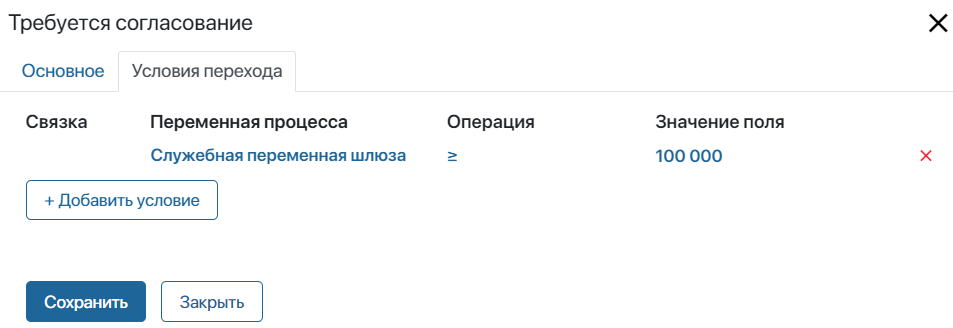 Требуется согласование
Основное Условия перехода
Связка Переменная процесса Операция Значение поля
Служебная переменная шлюза ≥ 100 000
+ Добавить условие
Сохранить Закрыть